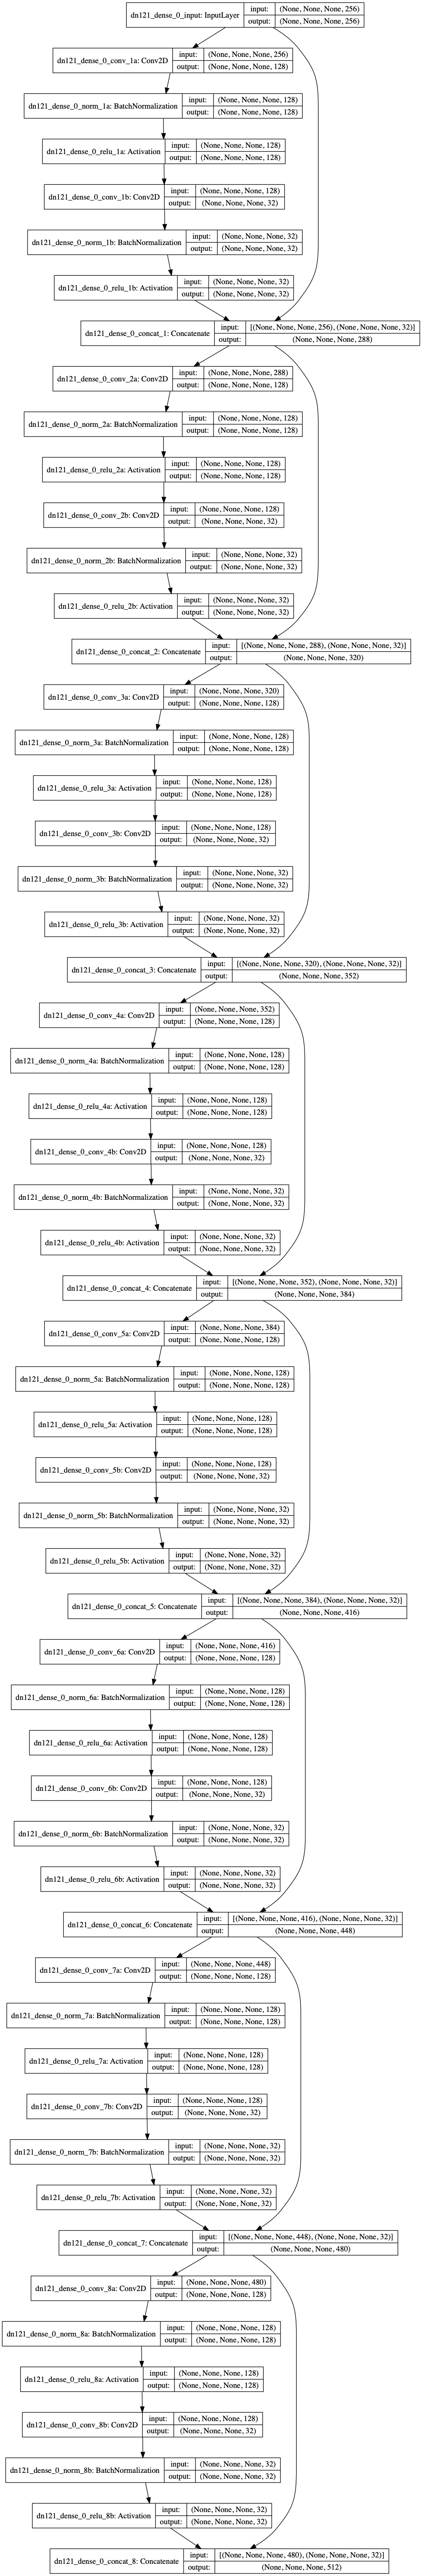 dn121_dense_0_input: InputLayer
input: (None, None, None, 256)
output: (None, None, None, 256)
dn121_dense_0_conv_1a: Conv2D
input: (None, None, None, 256)
output: (None, None, None, 128)
dn121_dense_0_norm_1a: BatchNormalization
input: (None, None, None, 128)
output: (None, None, None, 128)
dn121_dense_0_relu_1a: Activation
input: (None, None, None, 128)
output: (None, None, None, 128)
dn121_dense_0_conv_1b: Conv2D
input: (None, None, None, 128)
output: (None, None, None, 32)
dn121_dense_0_norm_1b: BatchNormalization
input: (None, None, None, 32)
output: (None, None, None, 32)
dn121_dense_0_relu_1b: Activation
input: (None, None, None, 32)
output: (None, None, None, 32)
dn121_dense_0_concat_1: Concatenate
input: [(None, None, None, 256), (None, None, None, 32)]
output: (None, None, None, 288)
dn121_dense_0_conv_2a: Conv2D
input: (None, None, None, 288)
output: (None, None, None, 128)
dn121_dense_0_norm_2a: BatchNormalization
input: (None, None, None, 128)
output: (None, None, None, 128)
dn121_dense_0_relu_2a: Activation
input: (None, None, None, 128)
output: (None, None, None, 128)
dn121_dense_0_conv_2b: Conv2D
input: (None, None, None, 128)
output: (None, None, None, 32)
dn121_dense_0_norm_2b: BatchNormalization
input: (None, None, None, 32)
output: (None, None, None, 32)
dn121_dense_0_relu_2b: Activation
input: (None, None, None, 32)
output: (None, None, None, 32)
dn121_dense_0_concat_2: Concatenate
input: [(None, None, None, 288), (None, None, None, 32)]
output: (None, None, None, 320)
dn121_dense_0_conv_3a: Conv2D
input: (None, None, None, 320)
output: (None, None, None, 128)
dn121_dense_0_norm_3a: BatchNormalization
input: (None, None, None, 128)
output: (None, None, None, 128)
dn121_dense_0_relu_3a: Activation
input: (None, None, None, 128)
output: (None, None, None, 128)
dn121_dense_0_conv_3b: Conv2D
input: (None, None, None, 128)
output: (None, None, None, 32)
dn121_dense_0_norm_3b: BatchNormalization
input: (None, None, None, 32)
output: (None, None, None, 32)
dn121_dense_0_relu_3b: Activation
input: (None, None, None, 32)
output: (None, None, None, 32)
dn121_dense_0_concat_3: Concatenate
input: [(None, None, None, 320), (None, None, None, 32)]
output: (None, None, None, 352)
dn121_dense_0_conv_4a: Conv2D
input: (None, None, None, 352)
output: (None, None, None, 128)
dn121_dense_0_norm_4a: BatchNormalization
input: (None, None, None, 128)
output: (None, None, None, 128)
dn121_dense_0_relu_4a: Activation
input: (None, None, None, 128)
output: (None, None, None, 128)
dn121_dense_0_conv_4b: Conv2D
input: (None, None, None, 128)
output: (None, None, None, 32)
dn121_dense_0_norm_4b: BatchNormalization
input: (None, None, None, 32)
output: (None, None, None, 32)
dn121_dense_0_relu_4b: Activation
input: (None, None, None, 32)
output: (None, None, None, 32)
dn121_dense_0_concat_4: Concatenate
input: [(None, None, None, 352), (None, None, None, 32)]
output: (None, None, None, 384)
dn121_dense_0_conv_5a: Conv2D
input: (None, None, None, 384)
output: (None, None, None, 128)
dn121_dense_0_norm_5a: BatchNormalization
input: (None, None, None, 128)
output: (None, None, None, 128)
dn121_dense_0_relu_5a: Activation
input: (None, None, None, 128)
output: (None, None, None, 128)
dn121_dense_0_conv_5b: Conv2D
input: (None, None, None, 128)
output: (None, None, None, 32)
dn121_dense_0_norm_5b: BatchNormalization
input: (None, None, None, 32)
output: (None, None, None, 32)
dn121_dense_0_relu_5b: Activation
input: (None, None, None, 32)
output: (None, None, None, 32)
dn121_dense_0_concat_5: Concatenate
input: [(None, None, None, 384), (None, None, None, 32)]
output: (None, None, None, 416)
dn121_dense_0_conv_6a: Conv2D
input: (None, None, None, 416)
output: (None, None, None, 128)
dn121_dense_0_norm_6a: BatchNormalization
input: (None, None, None, 128)
output: (None, None, None, 128)
dn121_dense_0_relu_6a: Activation
input: (None, None, None, 128)
output: (None, None, None, 128)
dn121_dense_0_conv_6b: Conv2D
input: (None, None, None, 128)
output: (None, None, None, 32)
dn121_dense_0_norm_6b: BatchNormalization
input: (None, None, None, 32)
output: (None, None, None, 32)
dn121_dense_0_relu_6b: Activation
input: (None, None, None, 32)
output: (None, None, None, 32)
dn121_dense_0_concat_6: Concatenate
input: [(None, None, None, 416), (None, None, None, 32)]
output: (None, None, None, 448)
dn121_dense_0_conv_7a: Conv2D
input: (None, None, None, 448)
output: (None, None, None, 128)
dn121_dense_0_norm_7a: BatchNormalization
input: (None, None, None, 128)
output: (None, None, None, 128)
dn121_dense_0_relu_7a: Activation
input: (None, None, None, 128)
output: (None, None, None, 128)
dn121_dense_0_conv_7b: Conv2D
input: (None, None, None, 128)
output: (None, None, None, 32)
dn121_dense_0_norm_7b: BatchNormalization
input: (None, None, None, 32)
output: (None, None, None, 32)
dn121_dense_0_relu_7b: Activation
input: (None, None, None, 32)
output: (None, None, None, 32)
dn121_dense_0_concat_7: Concatenate
input: [(None, None, None, 448), (None, None, None, 32)]
output: (None, None, None, 480)
dn121_dense_0_conv_8a: Conv2D
input: (None, None, None, 480)
output: (None, None, None, 128)
dn121_dense_0_norm_8a: BatchNormalization
input: (None, None, None, 128)
output: (None, None, None, 128)
dn121_dense_0_relu_8a: Activation
input: (None, None, None, 128)
output: (None, None, None, 128)
dn121_dense_0_conv_8b: Conv2D
input: (None, None, None, 128)
output: (None, None, None, 32)
dn121_dense_0_norm_8b: BatchNormalization
input: (None, None, None, 32)
output: (None, None, None, 32)
dn121_dense_0_relu_8b: Activation
input: (None, None, None, 32)
output: (None, None, None, 32)
dn121_dense_0_concat_8: Concatenate
input: [(None, None, None, 480), (None, None, None, 32)]
output: (None, None, None, 512)